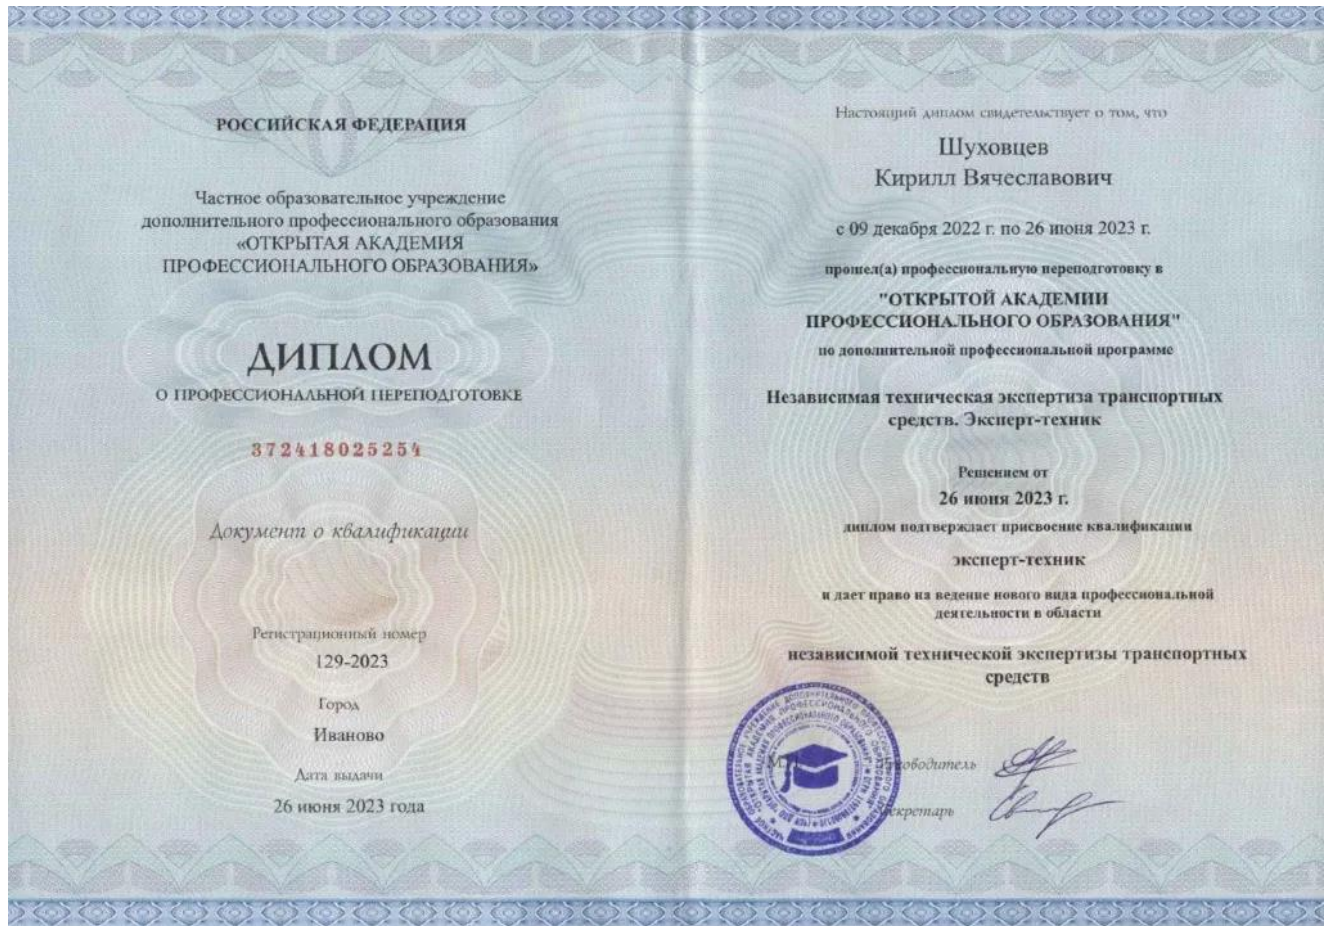 РОССИЙСКАЯ ФЕДЕРАЦИЯ
Частное образовательное учреждение
дополнительного профессионального образования
«ОТКРЫТАЯ АКАДЕМИЯ
ПРОФЕССИОНАЛЬНОГО ОБРАЗОВАНИЯ»
ДИПЛОМ
О ПРОФЕССИОНАЛЬНОЙ ПЕРЕПОДГОТОВКЕ
372418025254
Документ о квалификации
Регистрационный номер
129-2023
Город
Иваново
Дата выдачи
26 июня 2023 года
Настоящий диплом свидетельствует о том, что
Шуховцев
Кирилл Вячеславович
с 09 декабря 2022 г. по 26 июня 2023 г.
прошел(а) профессиональную переподготовку в
"ОТКРЫТОЙ АКАДЕМИИ
ПРОФЕССИОНАЛЬНОГО ОБРАЗОВАНИЯ"
по дополнительной профессиональной программе
Независимая техническая экспертиза транспортных
средств. Эксперт-техник
Решением от
26 июня 2023 г.
диплом подтверждает присвоение квалификации
эксперт-техник
и дает право на ведение нового вида профессиональной
деятельности в области
независимой технической экспертизы транспортных
средств
Руководитель
Секретарь